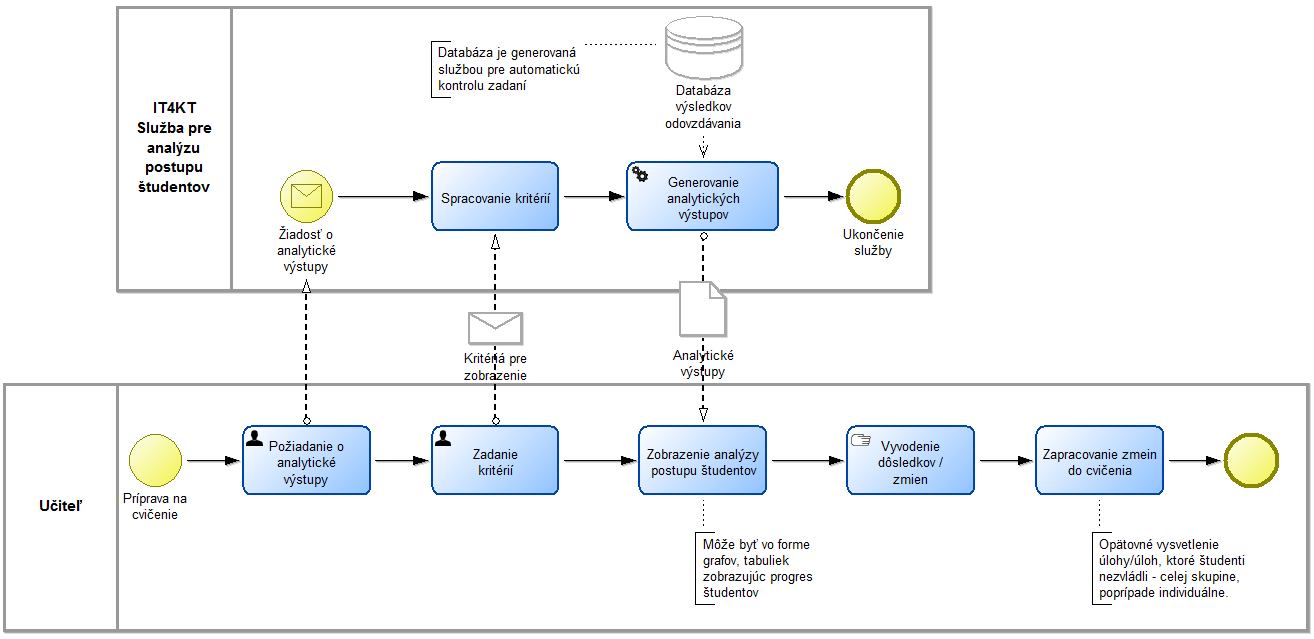 IT4KT
Služba pre
analýzu
postupu
študentov
Databáza je generovaná
službou pre automatickú
kontrolu zadaní
Databáza
výsledkov
odovzdávania
Žiadosť o
analytické
výstupy
Spracovanie kritérií
Generovanie
analytických
výstupov
Ukončenie
služby
Kritériá pre
zobrazenie
Analytické
výstupy
Učiteľ
Príprava na
cvičenie
Požiadanie o
analytické
výstupy
Zadanie
kritérií
Zobrazenie analýzy
postupu študentov
Vyvodenie
dôsledkov /
zmien
Zapracovanie zmein
do cvičenia
Môže byť vo forme
grafov, tabuliek
zobrazujúc progres
študentov
Opätovné vysvetlenie
úlohy/úloh, ktoré študenti
nezvládli - celej skupine,
poprípade individuálne.